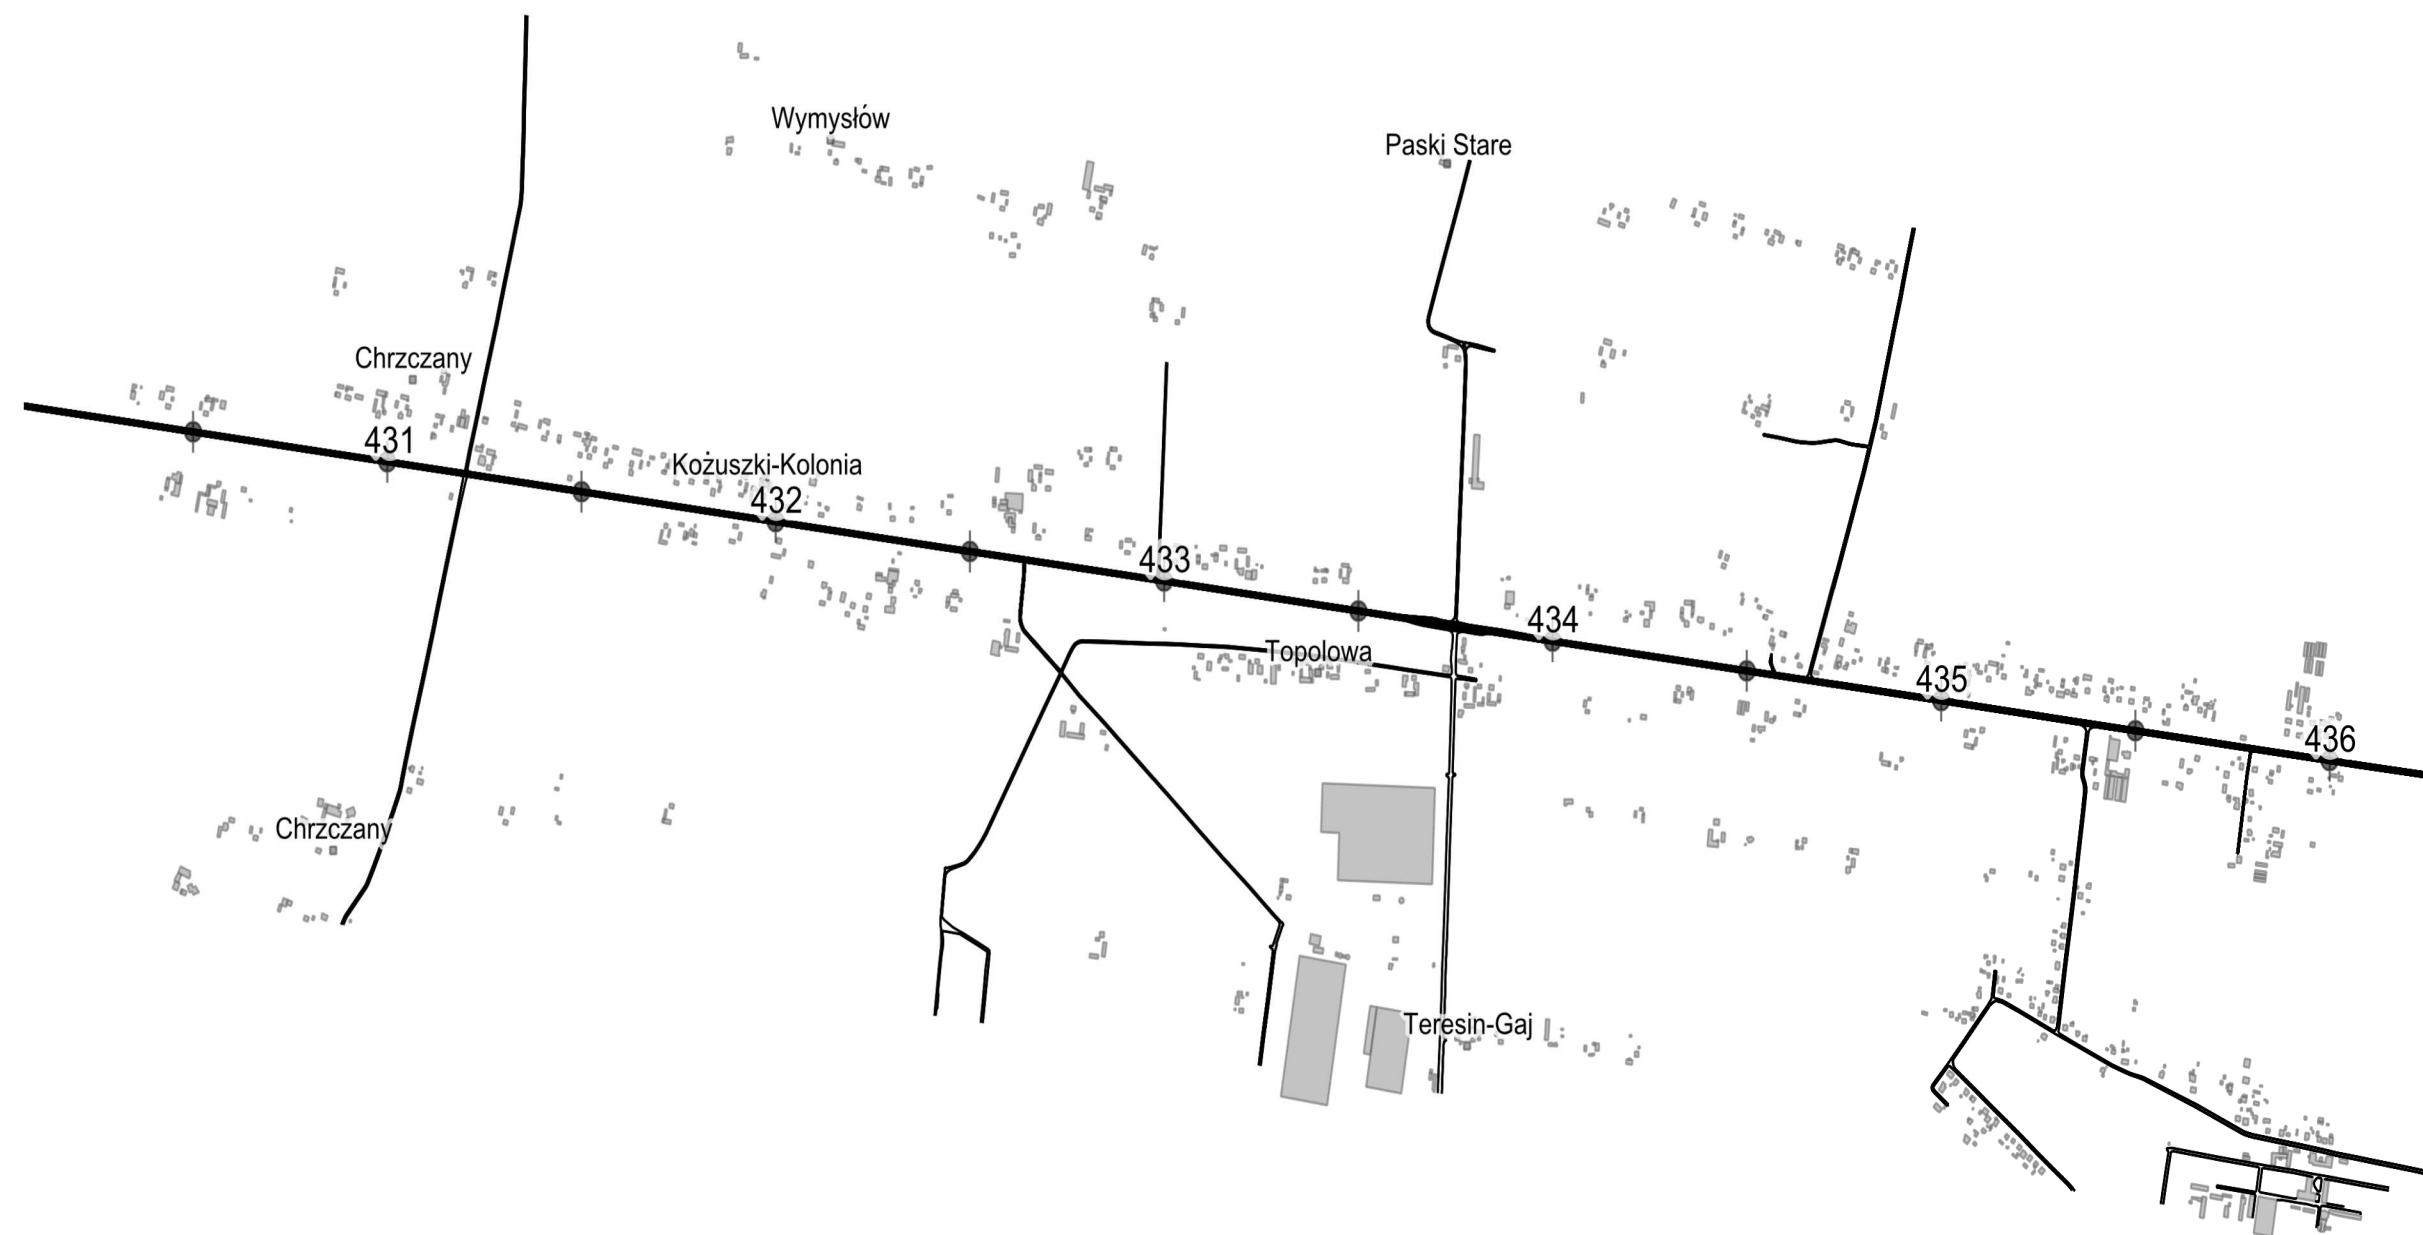 Wymysłów
Paski Stare
Chrzczany
431
Kożuszki-Kolonia
432
433
434
Topolowa
435
436
Chrzczany
Teresin-Gaj